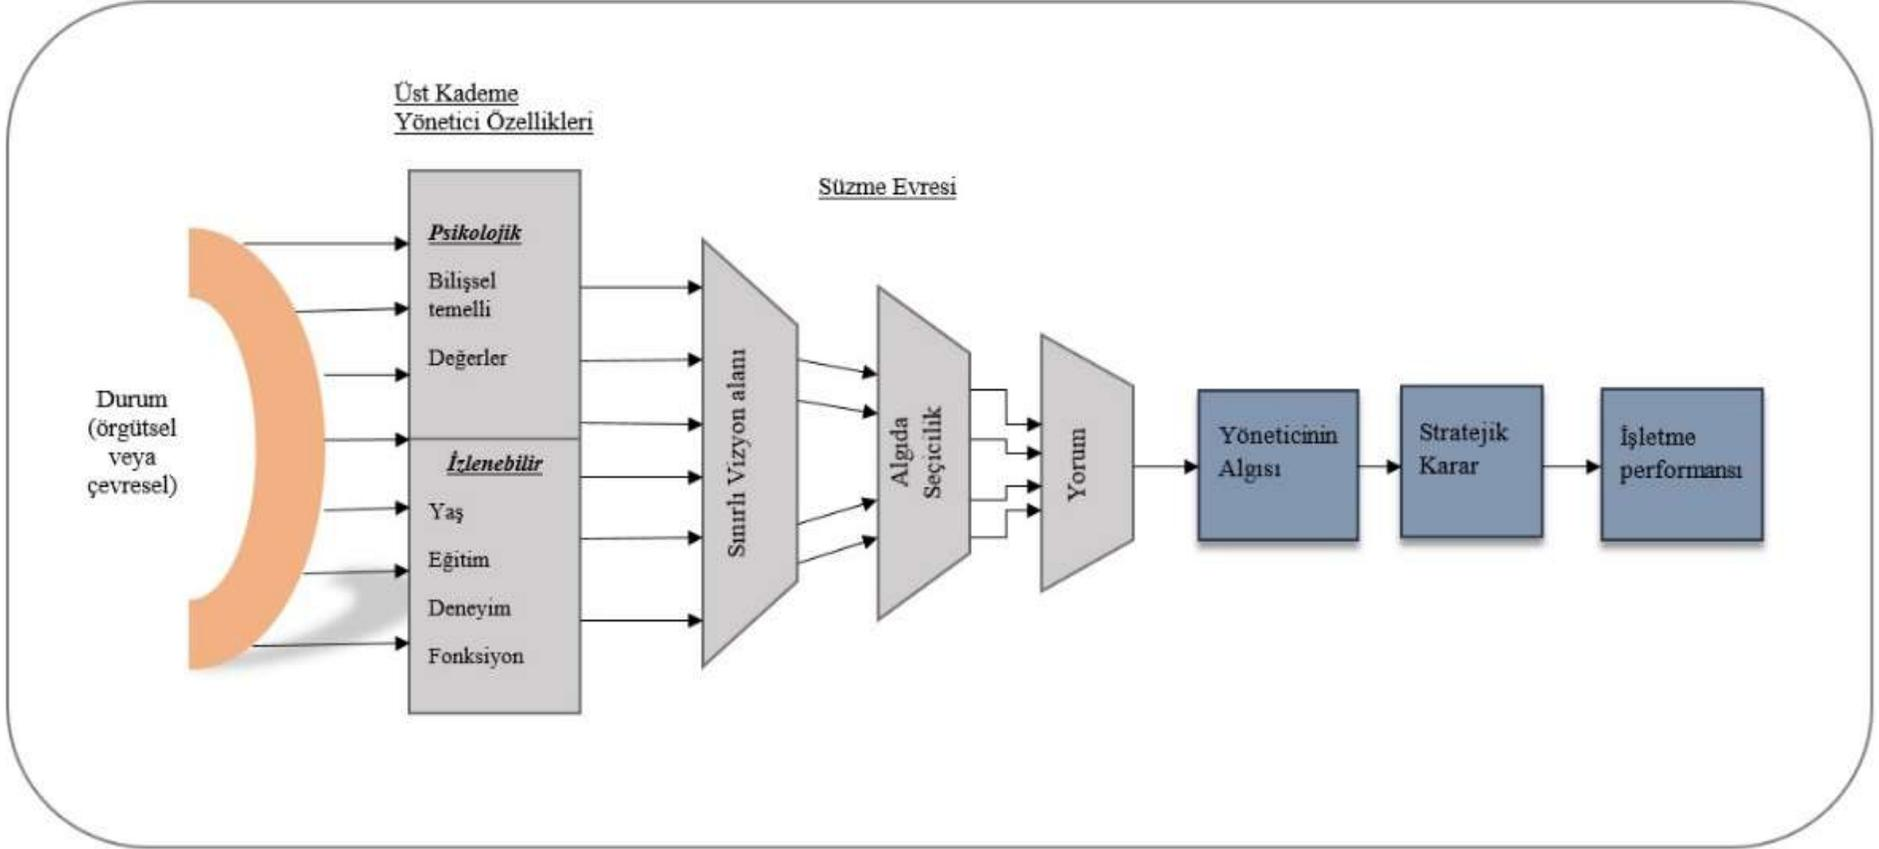 Üst Kademe
Yönetici Özellikleri
Süzme Evresi
Durum
(örgütsel
veya
çevresel)
Psikolojik
Bilişsel
temelli
Değerler
İzlenebilir
Yaş
Eğitim
Deneyim
Fonksiyon
Sınırlı Vizyon alanı
Algıda
Seçicilik
Yorum
Yöneticinin
Algısı
Stratejik
Karar
İşletme
performansı